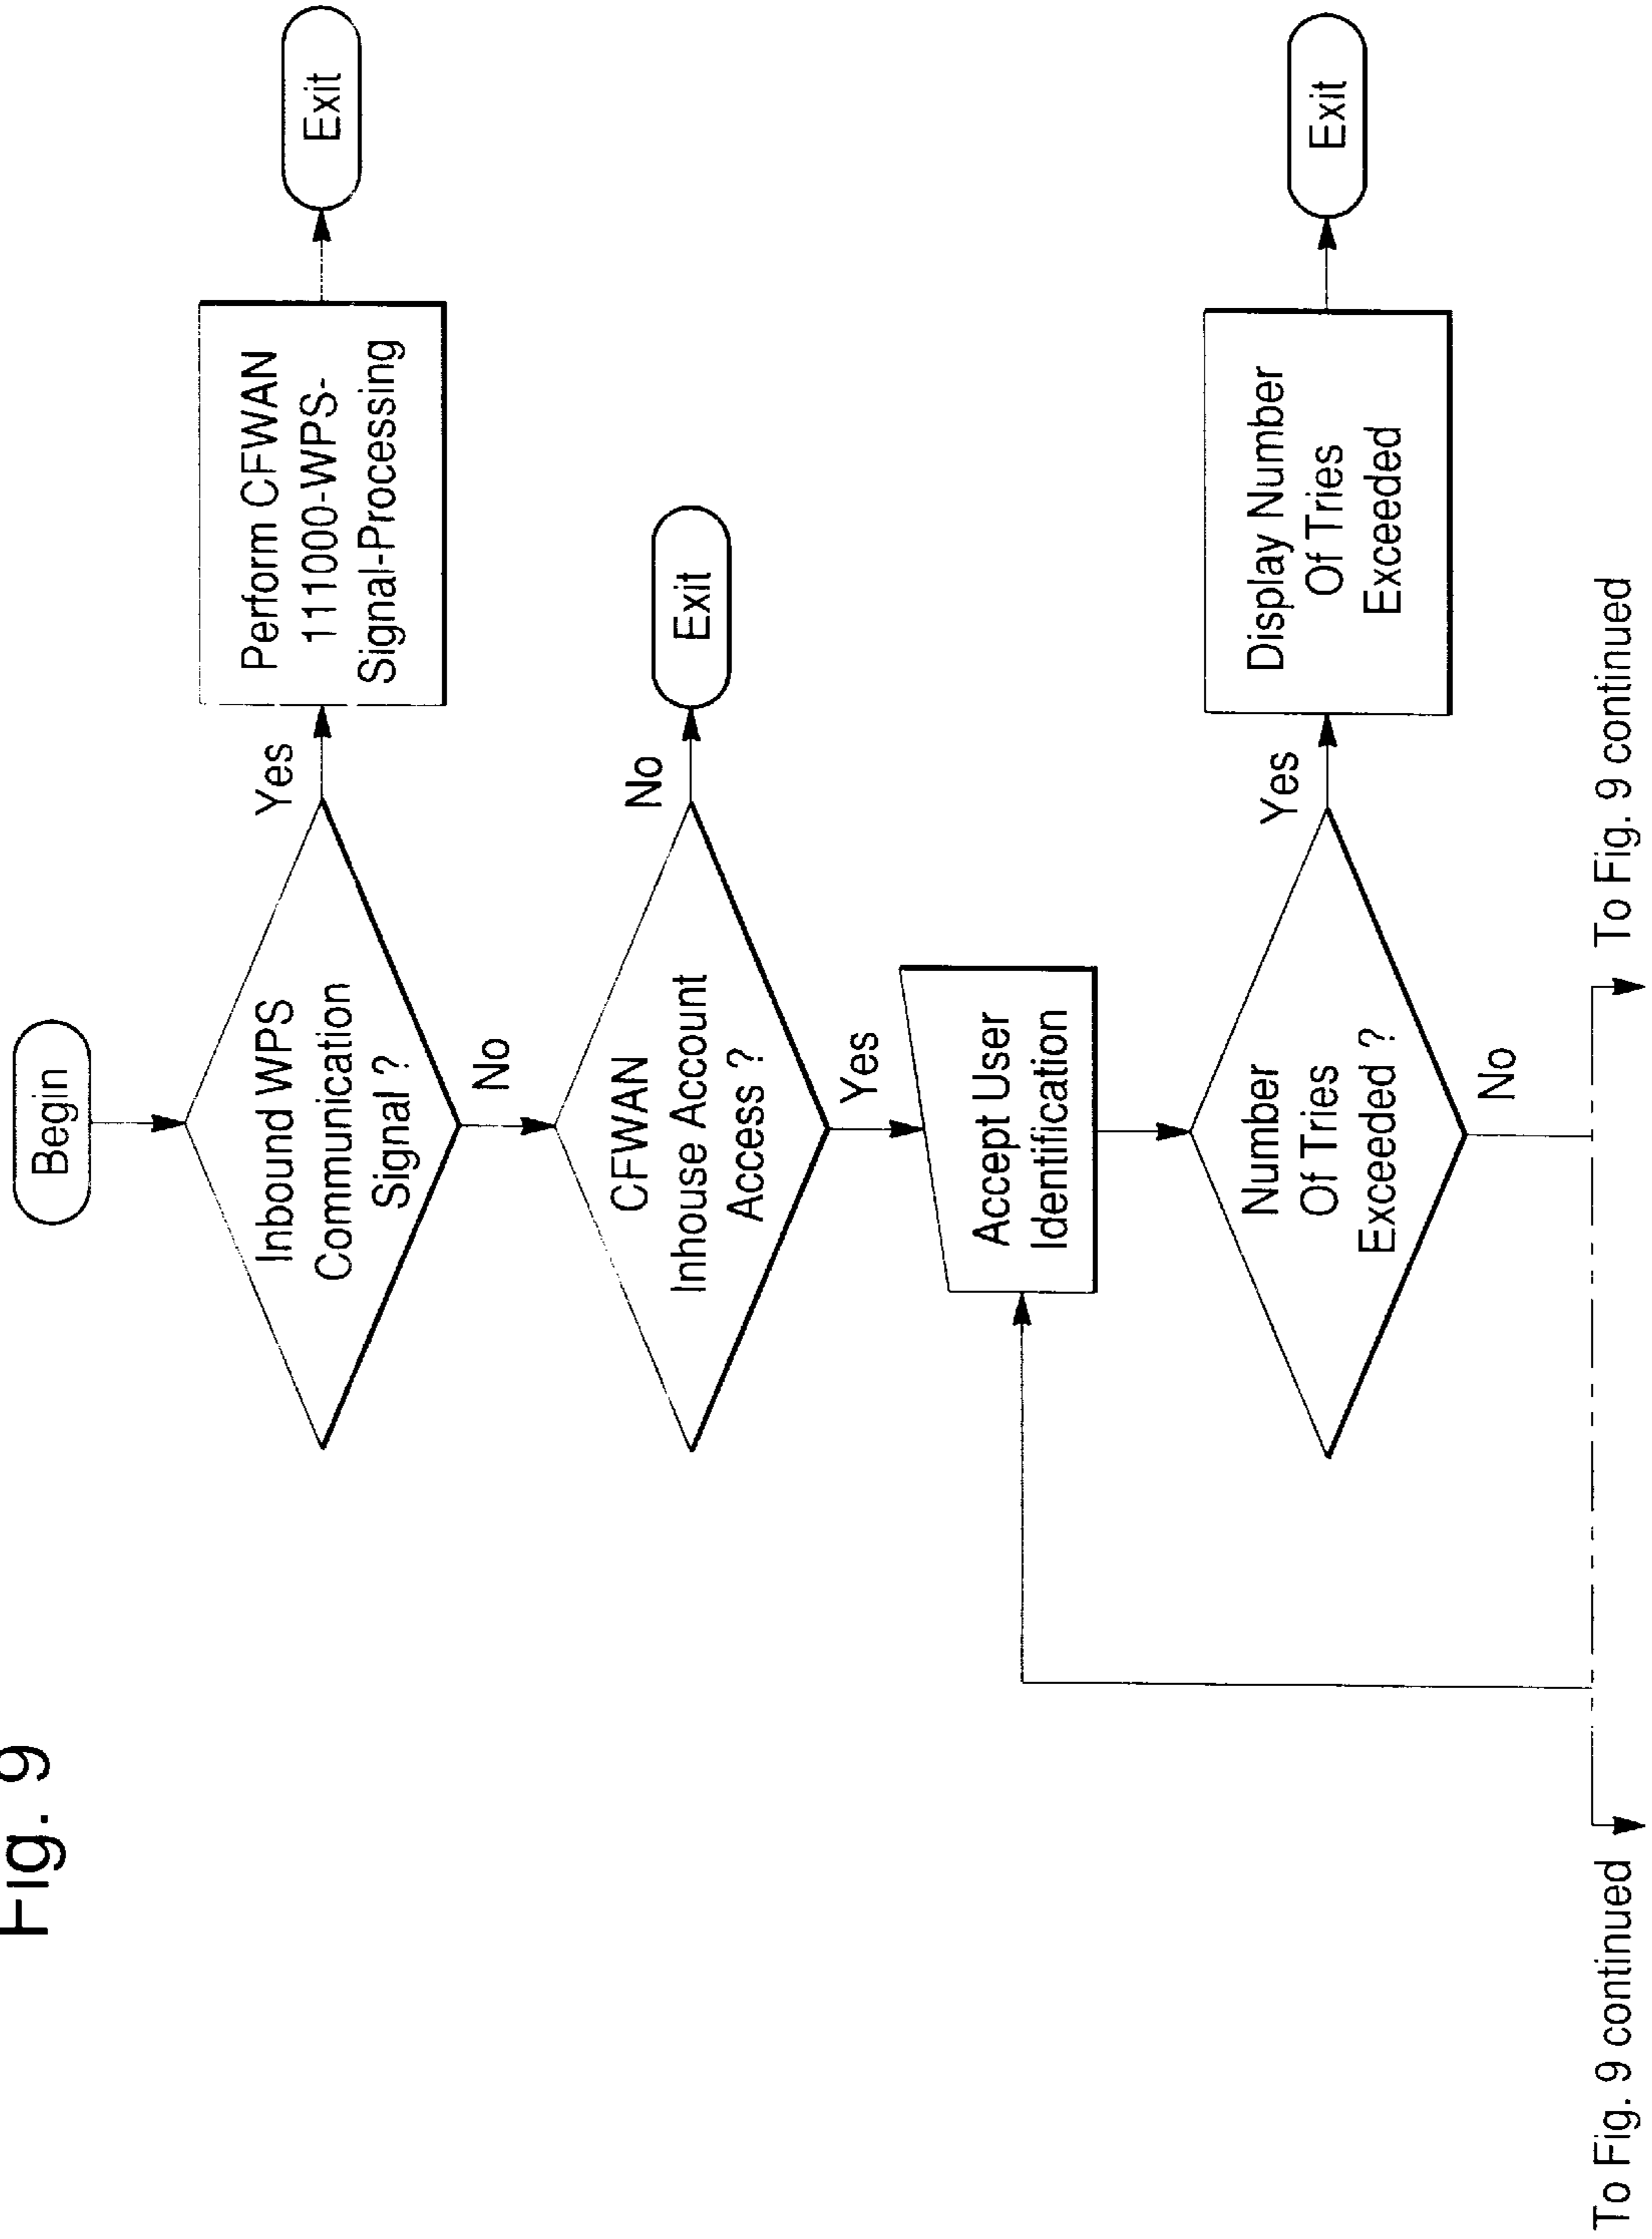 Fig. 9
Begin
Inbound WPS
Communication
Signal ?
Yes
Perform CFWAN
111000-WPS-
Signal-Processing
Exit
No
CFWAN
Inhouse Account
Access ?
No
Exit
Yes
Accept User
Identification
Number
Of Tries
Exceeded ?
Yes
Display Number
Of Tries
Exceeded
Exit
No
To Fig. 9 continued
To Fig. 9 continued